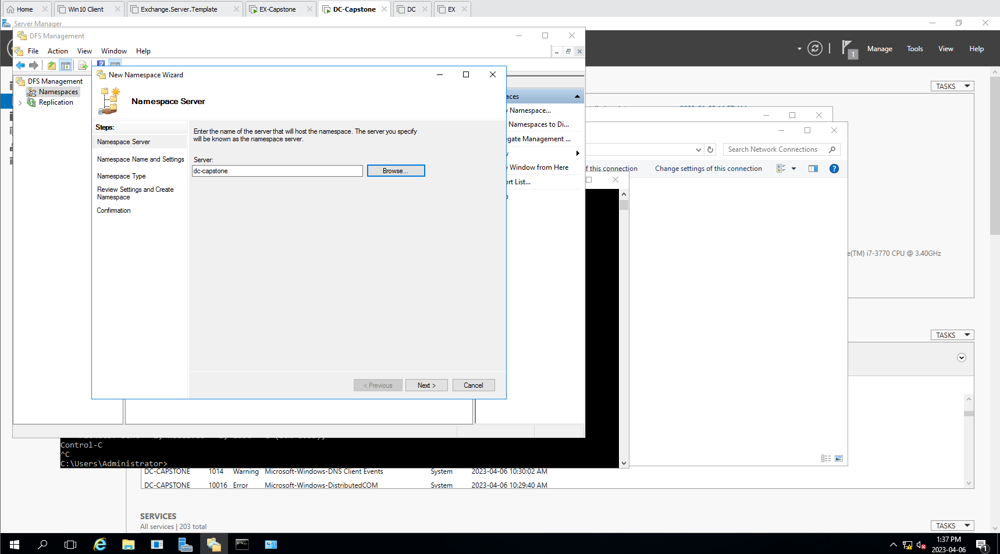 Home
Win10 Client
Exchange.Server.Template
EX-Capstone
DC-Capstone
DC
EX
Server Manager
DFS Management
File Action View Window Help
1
Manage Tools View Help
New Namespace Wizard
DFS Management
Namespaces
Replication
Namespace Server
Steps:
Namespace Server
Namespace Name and Settings
Namespace Type
Review Settings and Create
Namespace
Confirmation
Enter the name of the server that will host the namespace. The server you specify
will be known as the namespace server.
Server:
dc-capstone
Browse...
< Previous
Next >
Cancel
aces
Namespace...
Namespaces to Di...
egate Management ...
Window from Here
ort List...
TASKS
Search Network Connections
f this connection
Change settings of this connection
e(TM) i7-3770 CPU @ 3.40GHz
TASKS
Control-C
^C
C:\Users\Administrator>
DC-CAPSTONE 1014 Warning Microsoft-Windows-DNS Client Events System 2023-04-06 10:30:02 AM
DC-CAPSTONE 10016 Error Microsoft-Windows-DistributedCOM System 2023-04-06 10:29:40 AM
SERVICES
All services | 203 total
TASKS
1:37 PM
2023-04-06
1